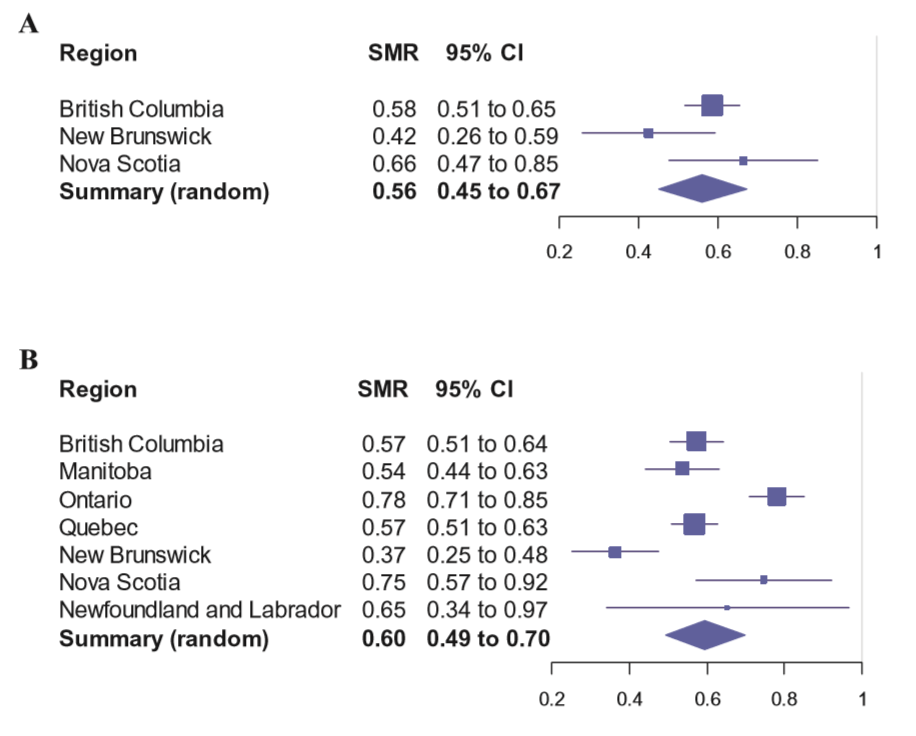 A
Region SMR 95% CI
British Columbia 0.58 0.51 to 0.65
New Brunswick 0.42 0.26 to 0.59
Nova Scotia 0.66 0.47 to 0.85
Summary (random) 0.56 0.45 to 0.67
0.2 0.4 0.6 0.8 1
B
Region SMR 95% CI
British Columbia 0.57 0.51 to 0.64
Manitoba 0.54 0.44 to 0.63
Ontario 0.78 0.71 to 0.85
Quebec 0.57 0.51 to 0.63
New Brunswick 0.37 0.25 to 0.48
Nova Scotia 0.75 0.57 to 0.92
Newfoundland and Labrador 0.65 0.34 to 0.97
Summary (random) 0.60 0.49 to 0.70
0.2 0.4 0.6 0.8 1